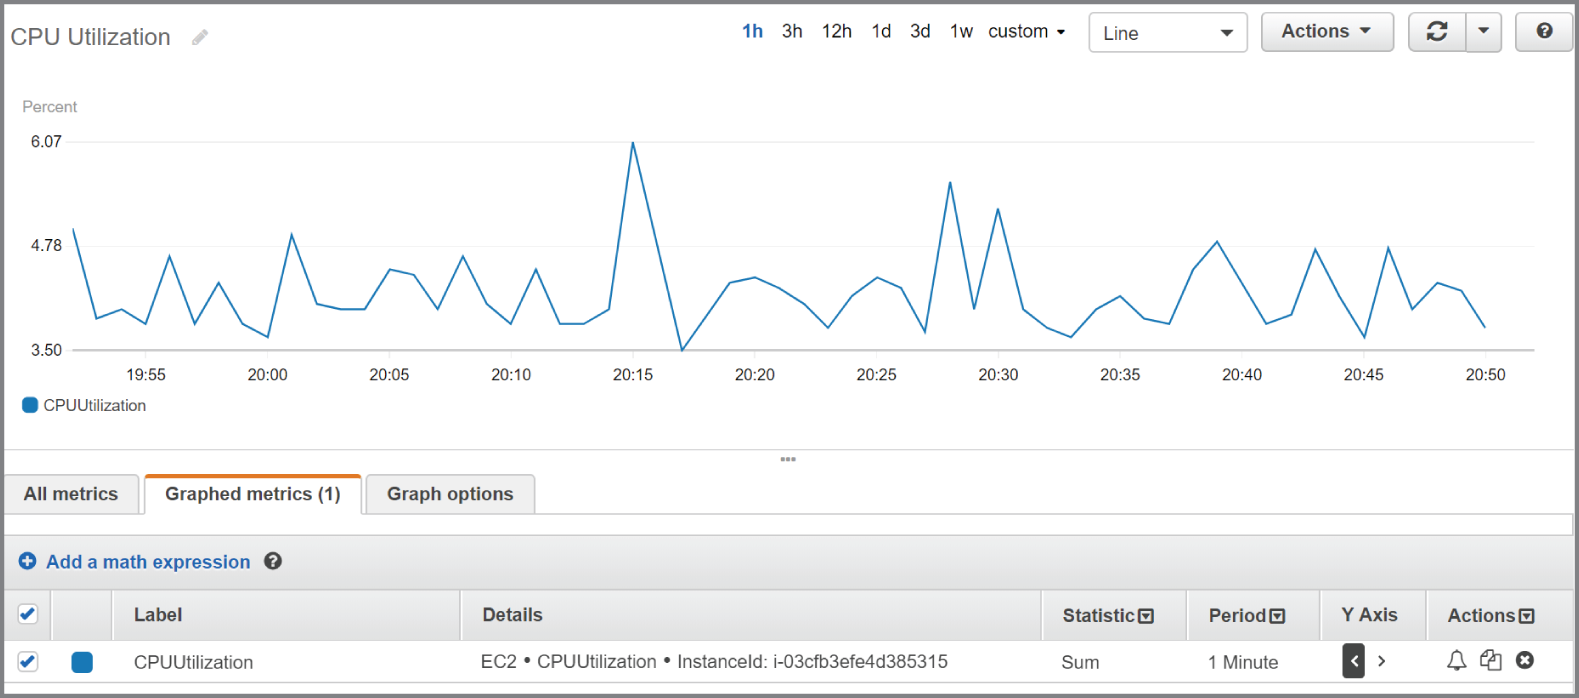 CPU Utilization
1h 3h 12h 1d 3d 1w custom Line Actions
Percent
6.07
4.78
3.50
19:55 20:00 20:05 20:10 20:15 20:20 20:25 20:30 20:35 20:40 20:45 20:50
CPUUtilization
All metrics Graphed metrics (1) Graph options
Add a math expression
Label Details Statistic Period Y Axis Actions
CPUUtilization EC2 • CPUUtilization • InstanceId: i-03cfb3efe4d385315 Sum 1 Minute